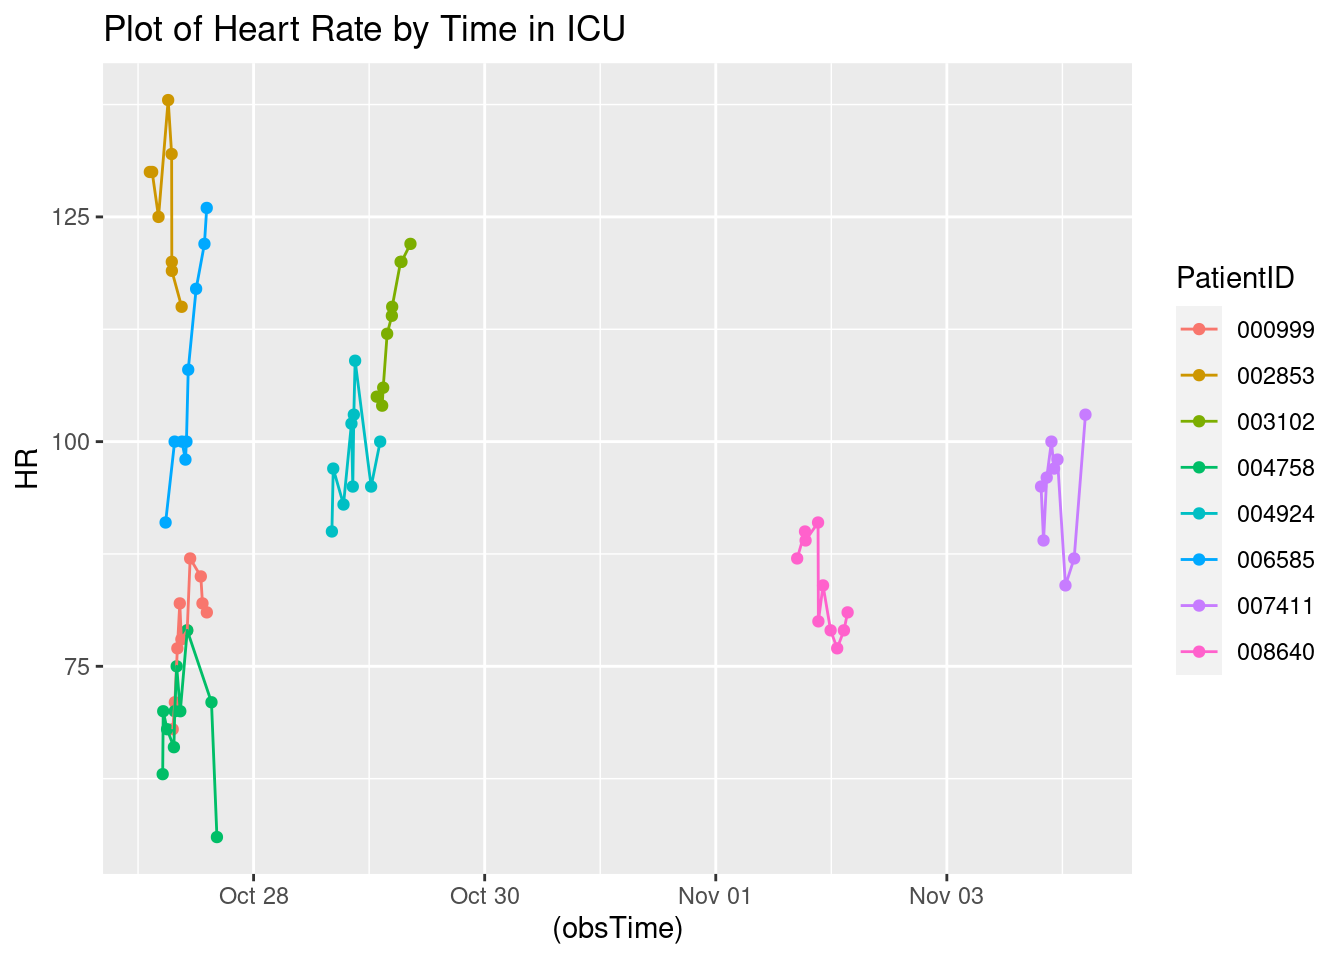 Plot of Heart Rate by Time in ICU
125
100
75
HR
Oct 28
Oct 30
Nov 01
Nov 03
(obsTime)
PatientID
000999
002853
003102
004758
004924
006585
007411
008640